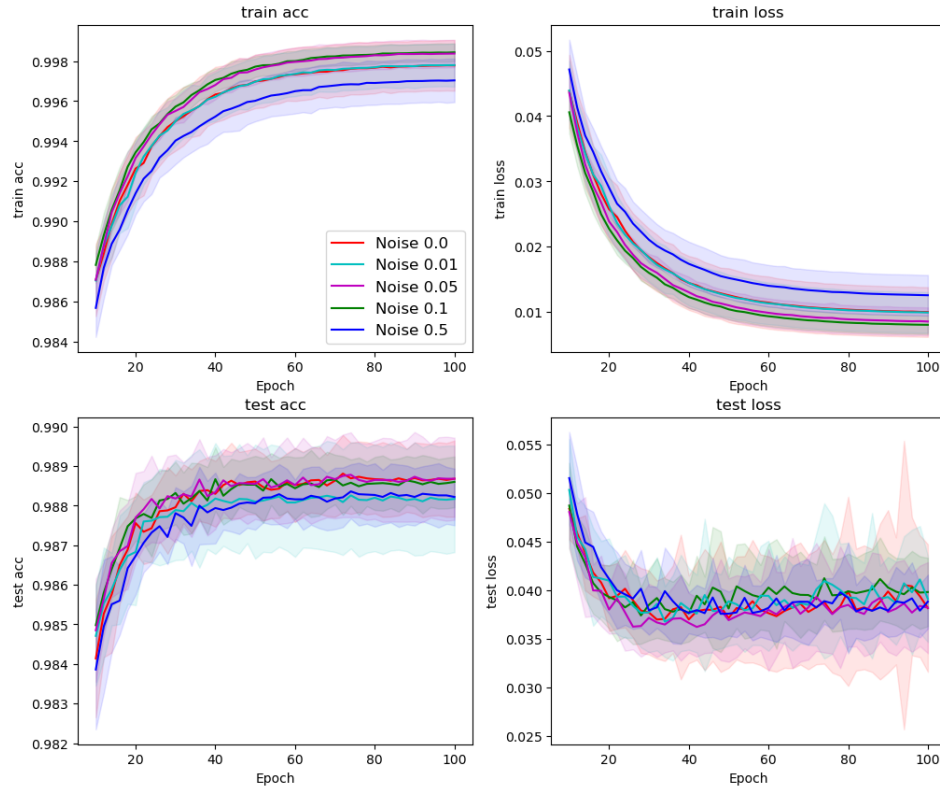 train acc
train acc
0.998
0.996
0.994
0.992
0.990
0.988
0.986
0.984
Noise 0.0
Noise 0.01
Noise 0.05
Noise 0.1
Noise 0.5
20 40 60 80 100
Epoch
train loss
train loss
0.05
0.04
0.03
0.02
0.01
20 40 60 80 100
Epoch
test acc
test acc
0.990
0.989
0.988
0.987
0.986
0.985
0.984
0.983
0.982
20 40 60 80 100
Epoch
test loss
test loss
0.055
0.050
0.045
0.040
0.035
0.030
0.025
20 40 60 80 100
Epoch